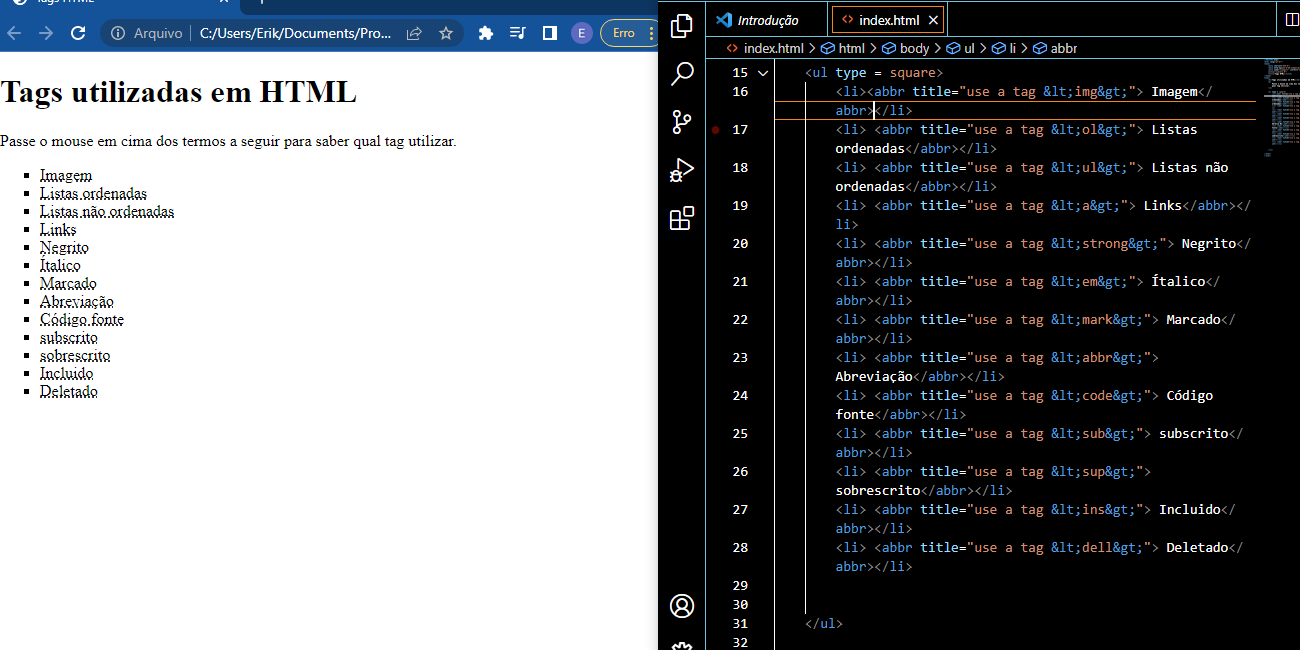 Tags HTML
Arquivo
C:/Users/Erik/Documents/Pro...
E
Erro
Tags utilizadas em HTML
Passe o mouse em cima dos termos a seguir para saber qual tag utilizar.
Imagem
Listas ordenadas
Listas não ordenadas
Links
Negrito
Ítalico
Marcado
Abreviação
Código fonte
subscrito
sobrescrito
Incluido
Deletado
Introdução
index.html
index.html > html > body > ul > li > abbr
15 <ul type = square>
16 <li><abbr title="use a tag &lt;img&gt;"> Imagem</
abbr></li>
17 <li> <abbr title="use a tag &lt;ol&gt;"> Listas
ordenadas</abbr></li>
18 <li> <abbr title="use a tag &lt;ul&gt;"> Listas não
ordenadas</abbr></li>
19 <li> <abbr title="use a tag &lt;a&gt;"> Links</abbr></
li>
20 <li> <abbr title="use a tag &lt;strong&gt;"> Negrito</
abbr></li>
21 <li> <abbr title="use a tag &lt;em&gt;"> Ítalico</
abbr></li>
22 <li> <abbr title="use a tag &lt;mark&gt;"> Marcado</
abbr></li>
23 <li> <abbr title="use a tag &lt;abbr&gt;">
Abreviação</abbr></li>
24 <li> <abbr title="use a tag &lt;code&gt;"> Código
fonte</abbr></li>
25 <li> <abbr title="use a tag &lt;sub&gt;"> subscrito</
abbr></li>
26 <li> <abbr title="use a tag &lt;sup&gt;">
sobrescrito</abbr></li>
27 <li> <abbr title="use a tag &lt;ins&gt;"> Incluido</
abbr></li>
28 <li> <abbr title="use a tag &lt;dell&gt;"> Deletado</
abbr></li>
29
30
31 </ul>
32